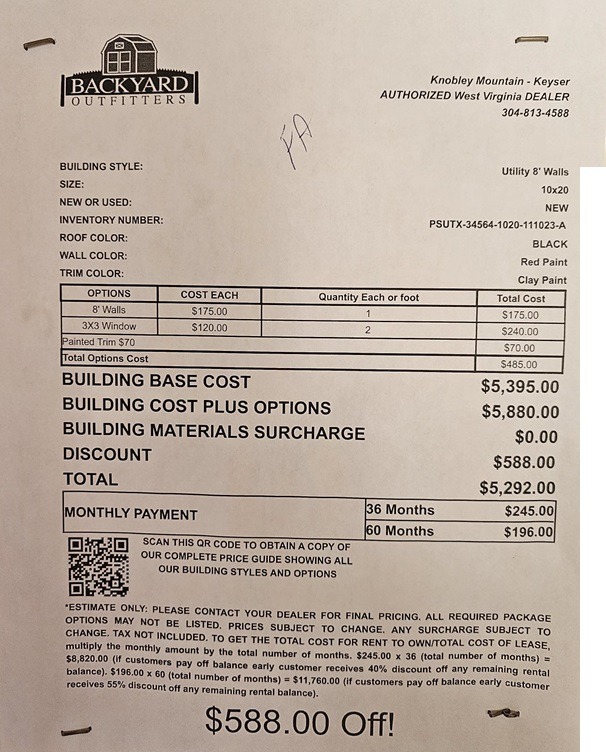 BACKYARD
OUTFITTERS
Knobley Mountain - Keyser
AUTHORIZED West Virginia DEALER
304-813-4588
FA
BUILDING STYLE: Utility 8' Walls
SIZE: 10x20
NEW OR USED: NEW
INVENTORY NUMBER: PSUTX-34564-1020-111023-A
ROOF COLOR: BLACK
WALL COLOR: Red Paint
TRIM COLOR: Clay Paint
OPTIONS COST EACH Quantity Each or foot Total Cost
8' Walls $175.00 1 $175.00
3X3 Window $120.00 2 $240.00
Painted Trim $70 $70.00
Total Options Cost $485.00
BUILDING BASE COST $5,395.00
BUILDING COST PLUS OPTIONS $5,880.00
BUILDING MATERIALS SURCHARGE $0.00
DISCOUNT $588.00
TOTAL $5,292.00
MONTHLY PAYMENT 36 Months $245.00
60 Months $196.00
SCAN THIS QR CODE TO OBTAIN A COPY OF
OUR COMPLETE PRICE GUIDE SHOWING ALL
OUR BUILDING STYLES AND OPTIONS
*ESTIMATE ONLY: PLEASE CONTACT YOUR DEALER FOR FINAL PRICING. ALL REQUIRED PACKAGE
OPTIONS MAY NOT BE LISTED. PRICES SUBJECT TO CHANGE. ANY SURCHARGE SUBJECT TO
CHANGE. TAX NOT INCLUDED. TO GET THE TOTAL COST FOR RENT TO OWN/TOTAL COST OF LEASE,
multiply the monthly amount by the total number of months. $245.00 x 36 (total number of months) =
$8,820.00 (if customers pay off balance early customer receives 40% discount off any remaining rental
balance). $196.00 x 60 (total number of months) = $11,760.00 (if customers pay off balance early customer
receives 55% discount off any remaining rental balance).
$588.00 Off!